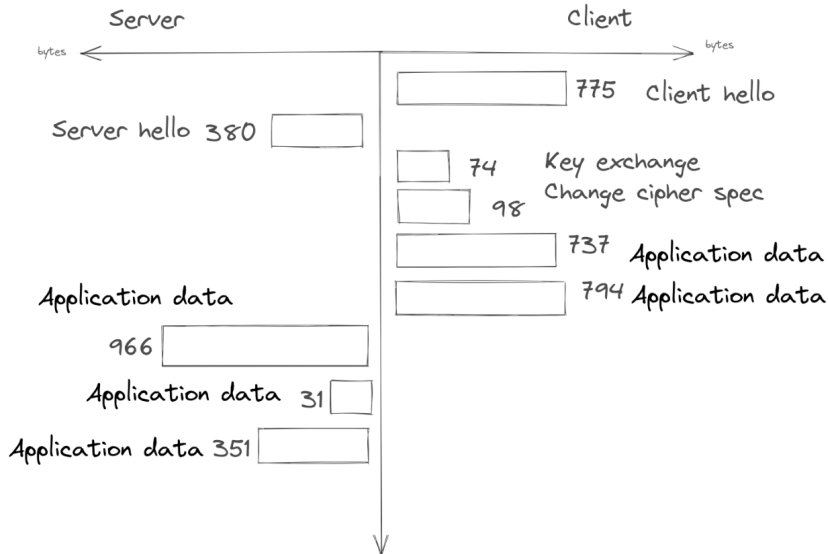 Server Client
bytes bytes
775 Client hello
Server hello 380
74 Key exchange
98 Change cipher spec
737 Application data
794 Application data
Application data
966
Application data 31
Application data 351